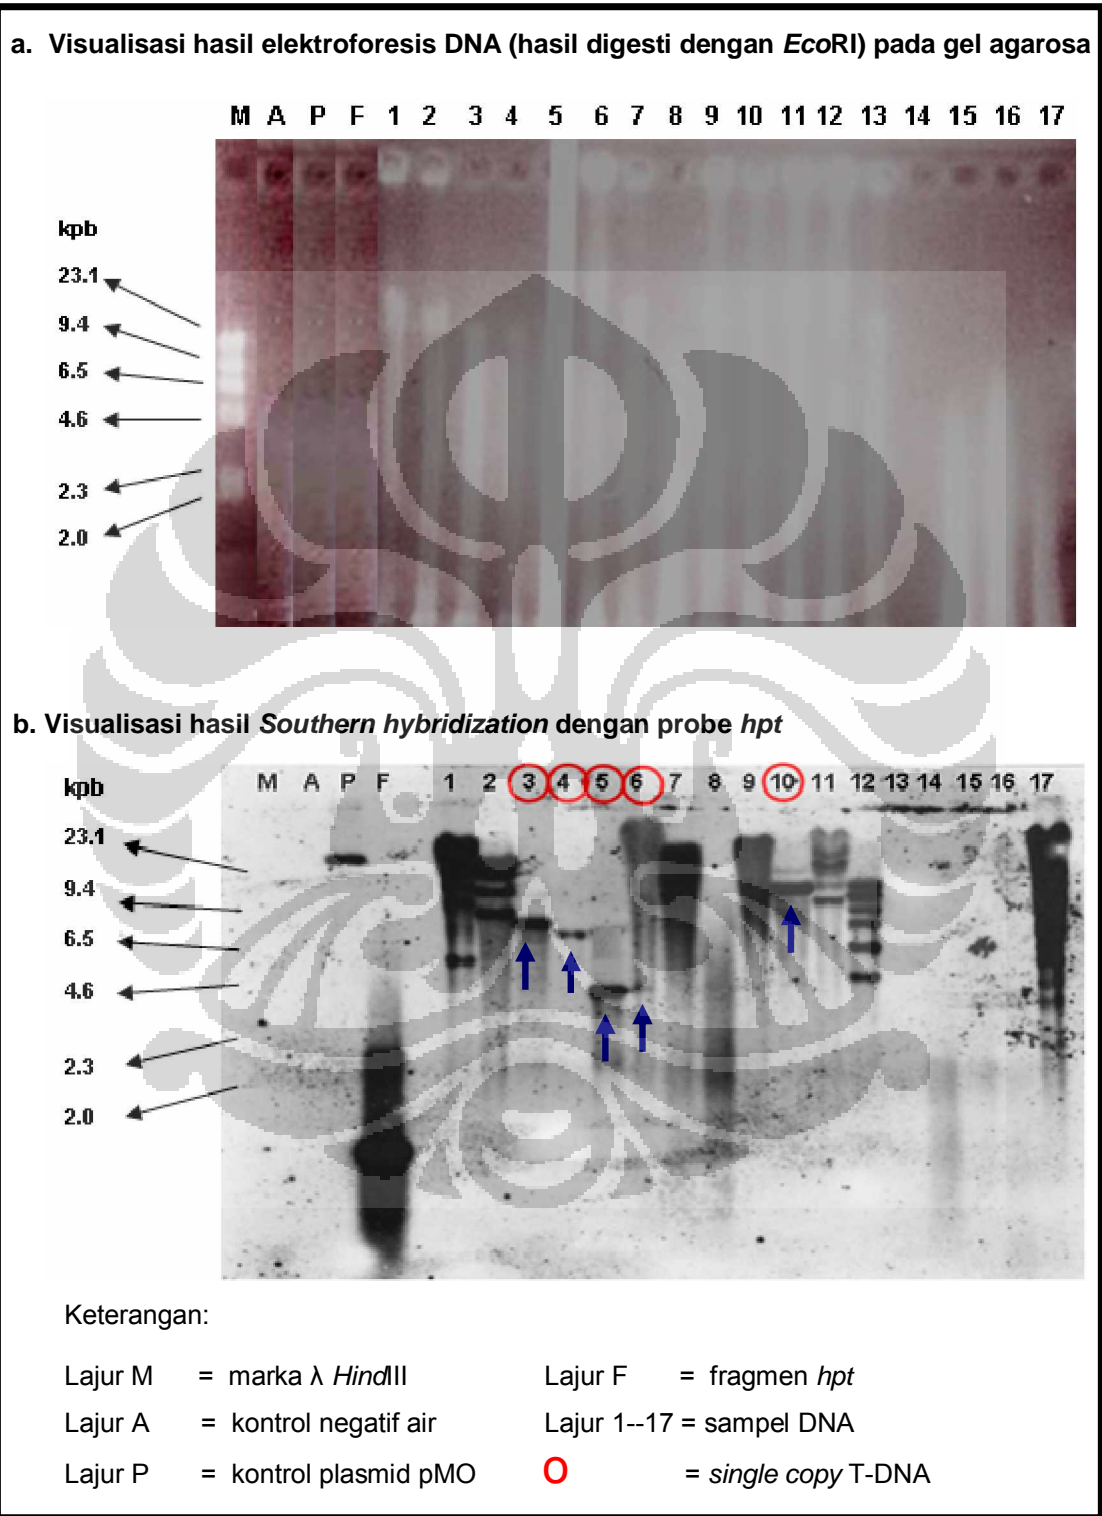 a. Visualisasi hasil elektroforesis DNA (hasil digesti dengan EcoRI) pada gel agarosa
M A P F 1 2 3 4 5 6 7 8 9 10 11 12 13 14 15 16 17
kpb
23.1
9.4
6.5
4.6
2.3
2.0
b. Visualisasi hasil Southern hybridization dengan probe hpt
kpb M A P F 1 2 3 4 5 6 7 8 9 10 11 12 13 14 15 16 17
23.1
9.4
6.5
4.6
2.3
2.0
Keterangan:
Lajur M = marka λ HindIII Lajur F = fragmen hpt
Lajur A = kontrol negatif air Lajur 1--17 = sampel DNA
Lajur P = kontrol plasmid pMO O = single copy T-DNA